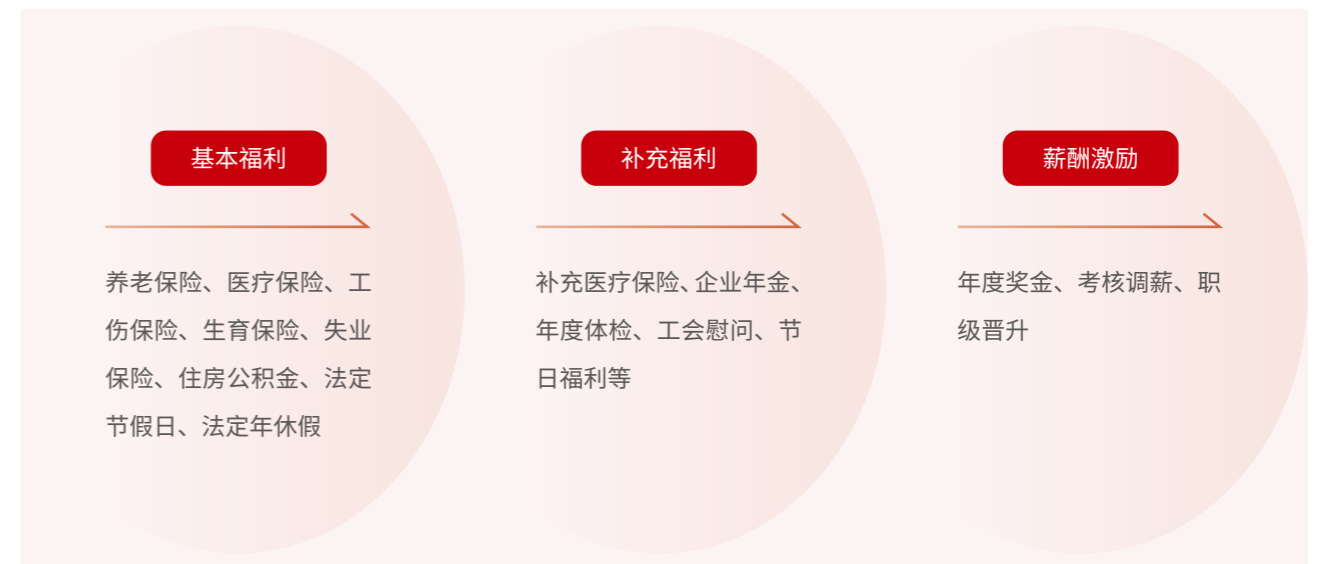 基本福利
养老保险、医疗保险、工
伤保险、生育保险、失业
保险、住房公积金、法定
节假日、法定年休假
补充福利
补充医疗保险、企业年金、
年度体检、工会慰问、节
日福利等
薪酬激励
年度奖金、考核调薪、职
级晋升